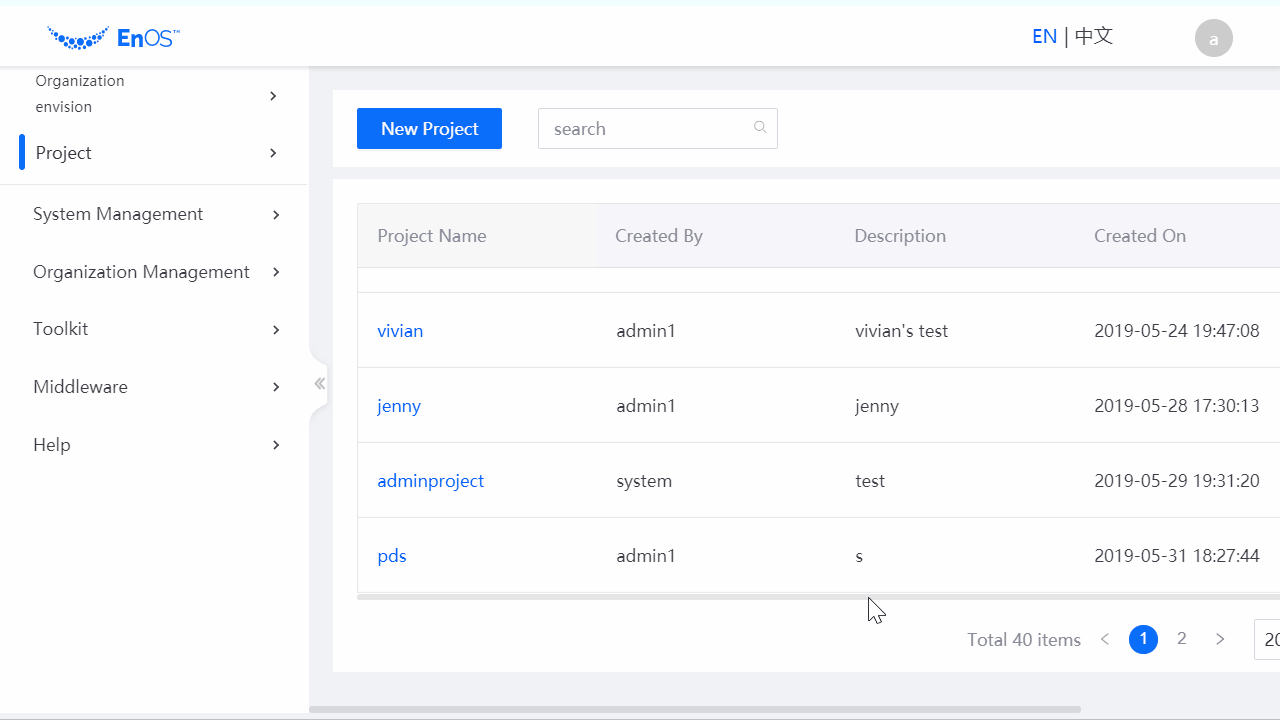 EnOS™
EN | 中文
a
Organization
envision
Project
System Management
Organization Management
Toolkit
Middleware
Help
New Project
search
Project Name Created By Description Created On
vivian admin1 vivian's test 2019-05-24 19:47:08
jenny admin1 jenny 2019-05-28 17:30:13
adminproject system test 2019-05-29 19:31:20
pds admin1 s 2019-05-31 18:27:44
Total 40 items < 1 2 > 20